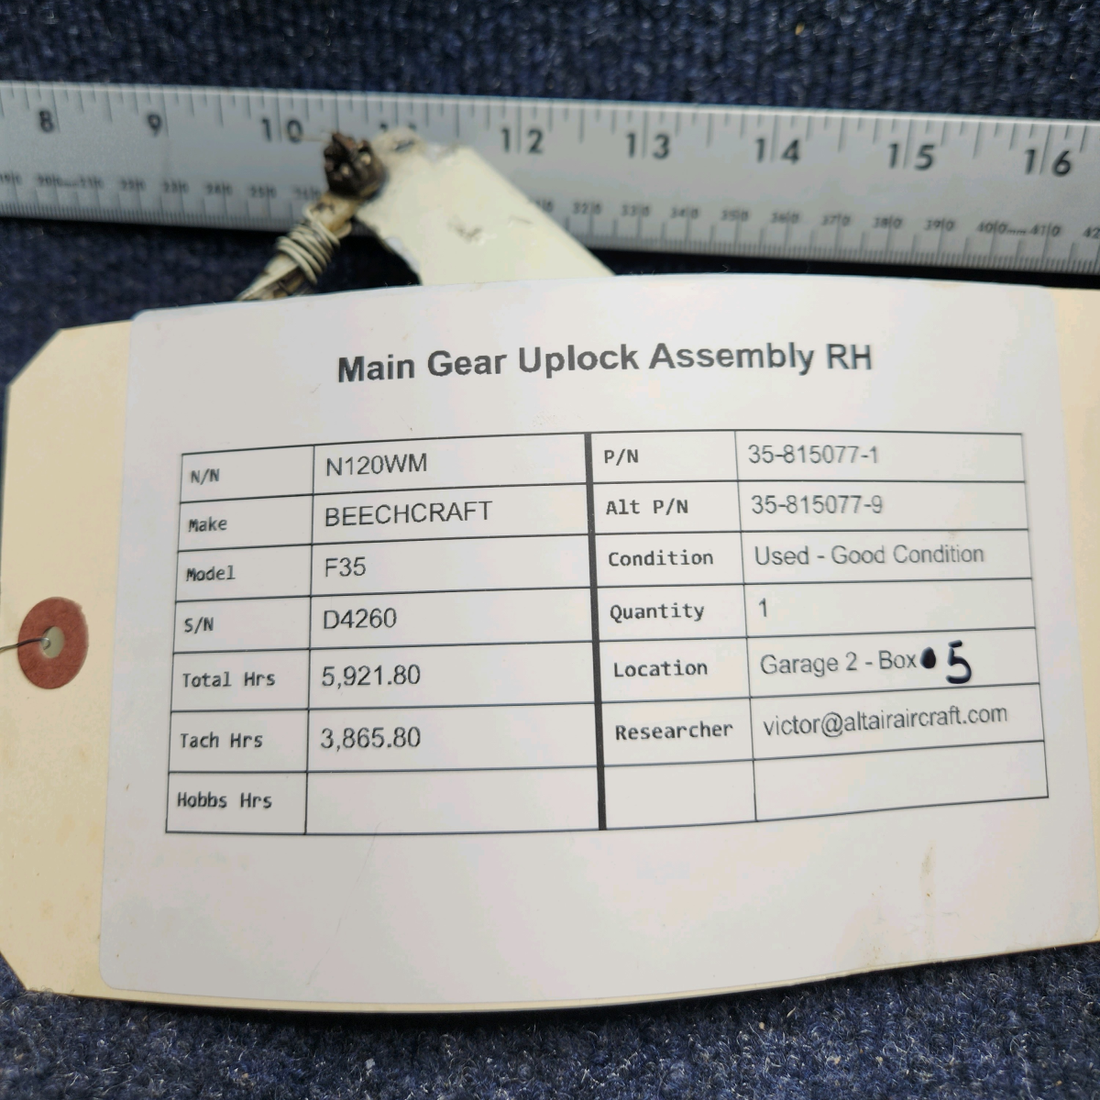 8 9 10 11 12 13 14 15 16
Main Gear Uplock Assembly RH
N/N N120WM P/N 35-815077-1
Make BEECHCRAFT Alt P/N 35-815077-9
Model F35 Condition Used - Good Condition
S/N D4260 Quantity 1
Total Hrs 5,921.80 Location Garage 2 - Box 5
Tach Hrs 3,865.80 Researcher victor@altairaircraft.com
Hobbs Hrs